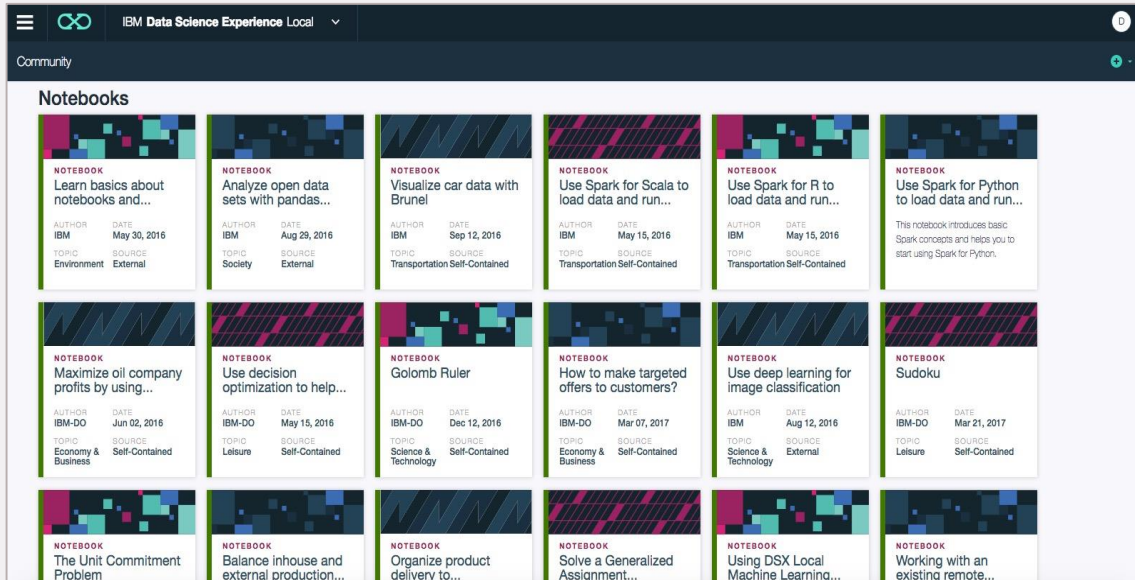 IBM Data Science Experience Local
D
Community
Notebooks
NOTEBOOK
Learn basics about
notebooks and...
AUTHOR DATE
IBM May 30, 2016
TOPIC SOURCE
Environment External
NOTEBOOK
Analyze open data
sets with pandas...
AUTHOR DATE
IBM Aug 29, 2016
TOPIC SOURCE
Society External
NOTEBOOK
Visualize car data with
Brunel
AUTHOR DATE
IBM Sep 12, 2016
TOPIC SOURCE
Transportation Self-Contained
NOTEBOOK
Use Spark for Scala to
load data and run...
AUTHOR DATE
IBM May 15, 2016
TOPIC SOURCE
Transportation Self-Contained
NOTEBOOK
Use Spark for R to
load data and run...
AUTHOR DATE
IBM May 15, 2016
TOPIC SOURCE
Transportation Self-Contained
NOTEBOOK
Use Spark for Python
to load data and run...
This notebook introduces basic
Spark concepts and helps you to
start using Spark for Python.
NOTEBOOK
Maximize oil company
profits by using...
AUTHOR DATE
IBM-DO Jun 02, 2016
TOPIC SOURCE
Economy & Self-Contained
Business
NOTEBOOK
Use decision
optimization to help...
AUTHOR DATE
IBM-DO May 15, 2016
TOPIC SOURCE
Leisure Self-Contained
NOTEBOOK
Golomb Ruler
AUTHOR DATE
IBM-DO Dec 12, 2016
TOPIC SOURCE
Science & Self-Contained
Technology
NOTEBOOK
How to make targeted
offers to customers?
AUTHOR DATE
IBM-DO Mar 07, 2017
TOPIC SOURCE
Economy & Self-Contained
Business
NOTEBOOK
Use deep learning for
image classification
AUTHOR DATE
IBM Aug 12, 2016
TOPIC SOURCE
Science & External
Technology
NOTEBOOK
Sudoku
AUTHOR DATE
IBM-DO Mar 21, 2017
TOPIC SOURCE
Leisure Self-Contained
NOTEBOOK
The Unit Commitment
Problem
NOTEBOOK
Balance inhouse and
external production...
NOTEBOOK
Organize product
delivery to...
NOTEBOOK
Solve a Generalized
Assignment...
NOTEBOOK
Using DSX Local
Machine Learning...
NOTEBOOK
Working with an
existing remote...